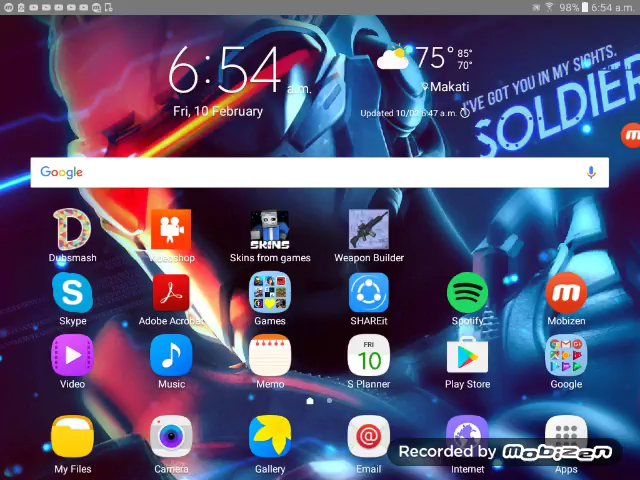 98% 6:54 a.m.
6:54 a.m.
75° 85°
70°
Makati
Fri, 10 February
Updated 10/02 6:47 a.m.
I'VE GOT YOU IN MY SIGHTS,
SOLDIER
Google
SKINS
Dubsmash
Videoshop
Skins from games
Weapon Builder
Skype
Adobe Acrobat
Games
SHAREit
Spotify
Mobizen
FRI
10
Video
Music
Memo
S Planner
Play Store
Google
My Files
Camera
Gallery
Email
Internet
Apps
Recorded by mobizen